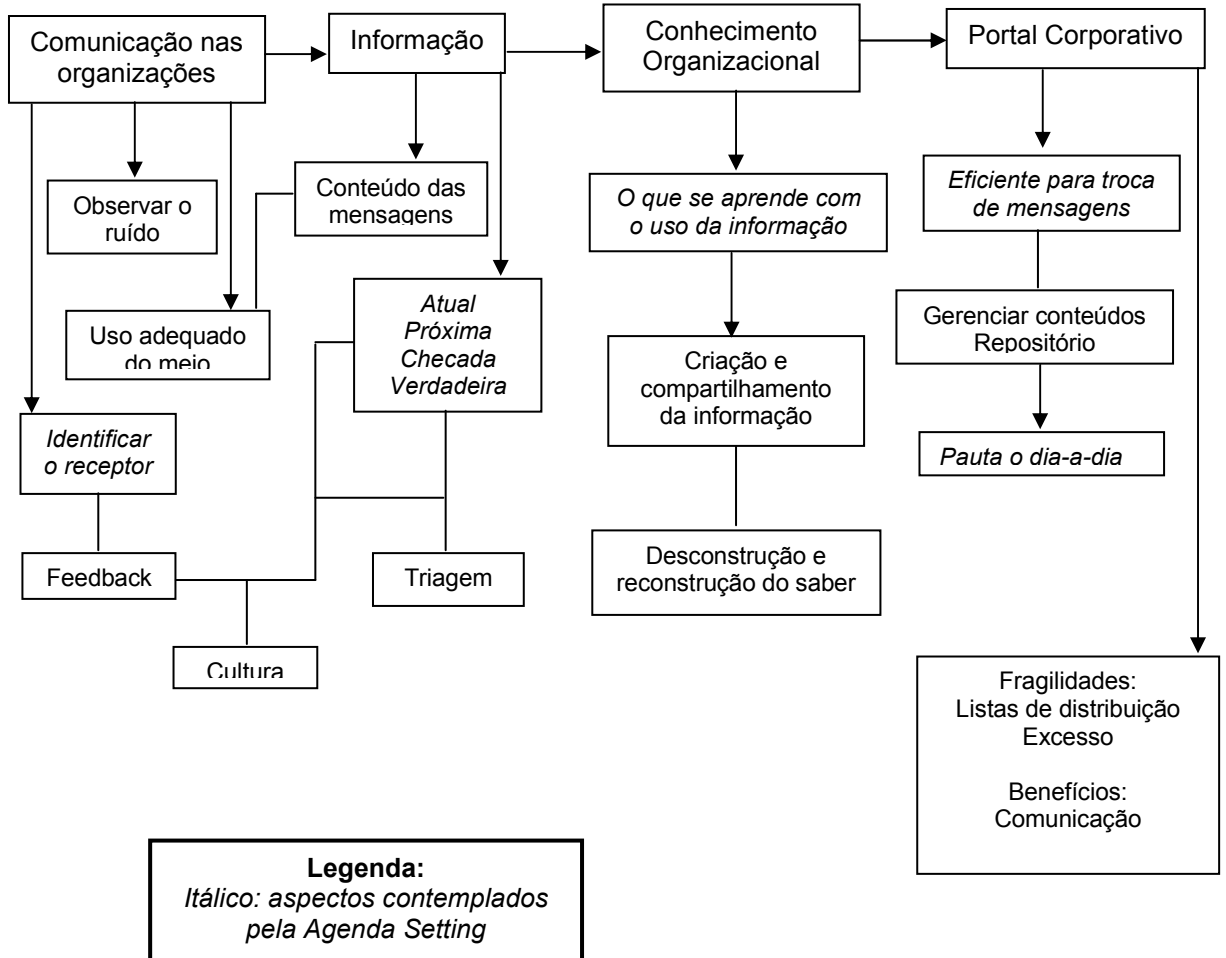 Comunicação nas
organizações
Informação
Conhecimento
Organizacional
Portal Corporativo
Observar o
ruído
Conteúdo das
mensagens
O que se aprende com
o uso da informação
Eficiente para troca
de mensagens
Uso adequado
do meio
Atual
Próxima
Checada
Verdadeira
Gerenciar conteúdos
Repositório
Criação e
compartilhamento
da informação
Identificar
o receptor
Pauta o dia-a-dia
Feedback
Triagem
Desconstrução e
reconstrução do saber
Cultura
Fragilidades:
Listas de distribuição
Excesso
Benefícios:
Comunicação
Legenda:
Itálico: aspectos contemplados
pela Agenda Setting